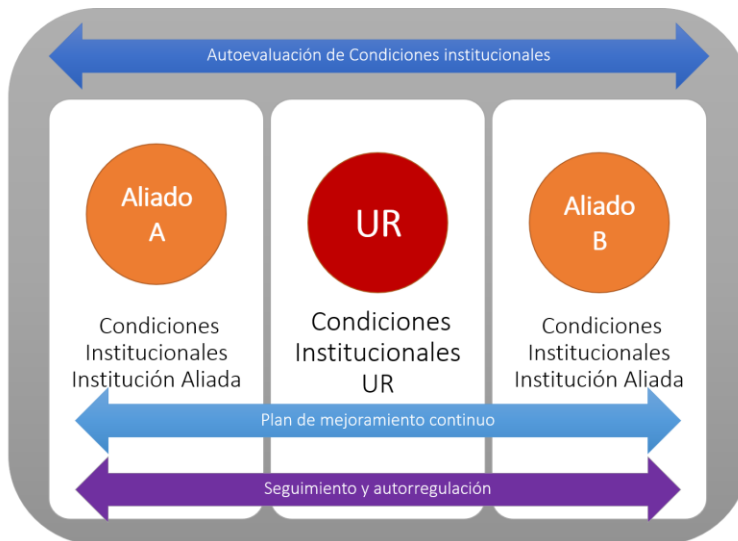 Autoevaluación de Condiciones institucionales
Aliado
A
UR
Aliado
B
Condiciones
Institucionales
Institución Aliada
Condiciones
Institucionales
UR
Condiciones
Institucionales
Institución Aliada
Plan de mejoramiento continuo
Seguimiento y autorregulación